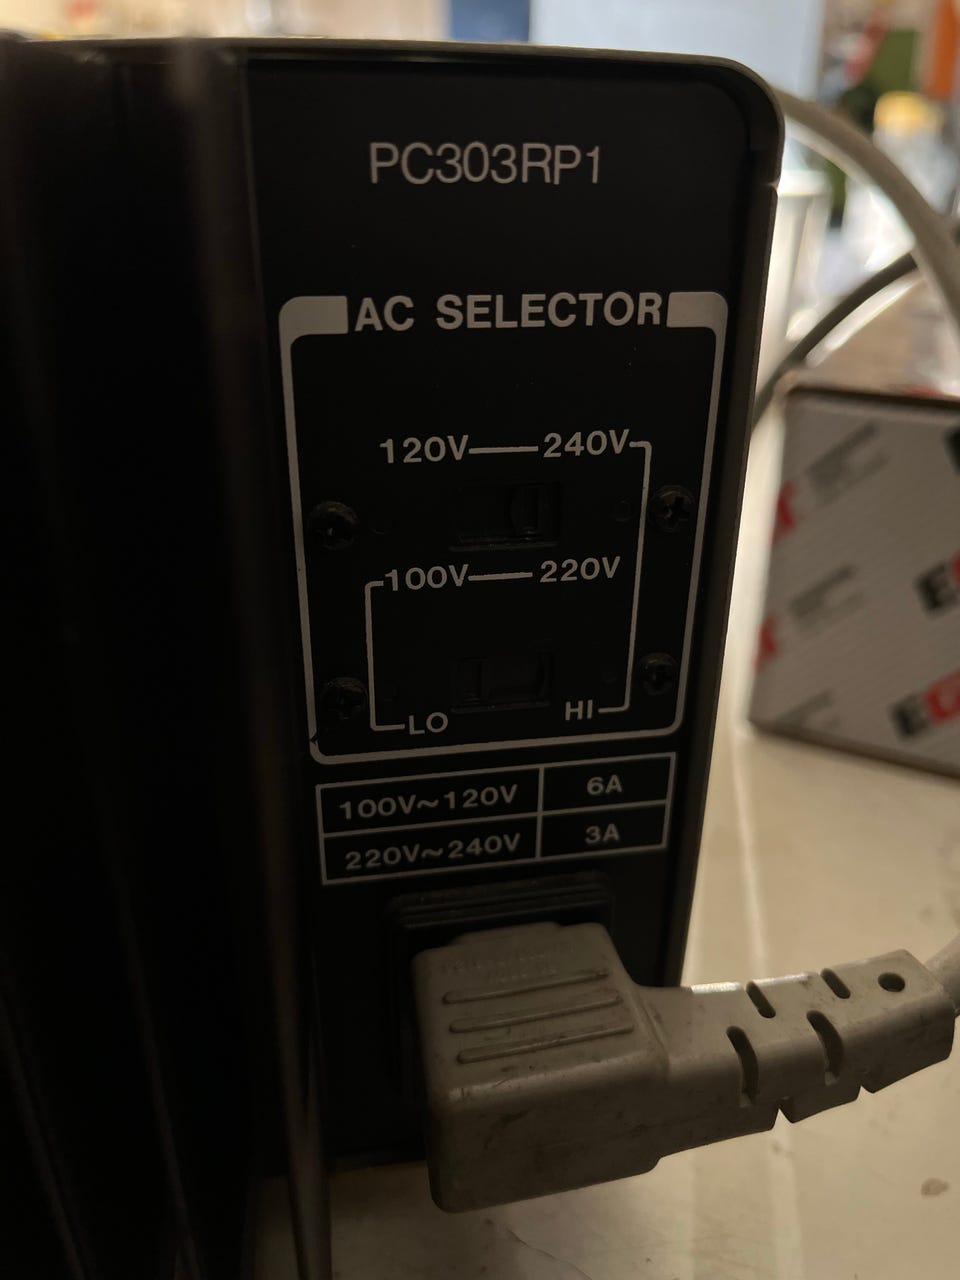 PC303RP1
AC SELECTOR
120V 240V
100V 220V
LO HI
100V~120V 6A
220V~240V 3A